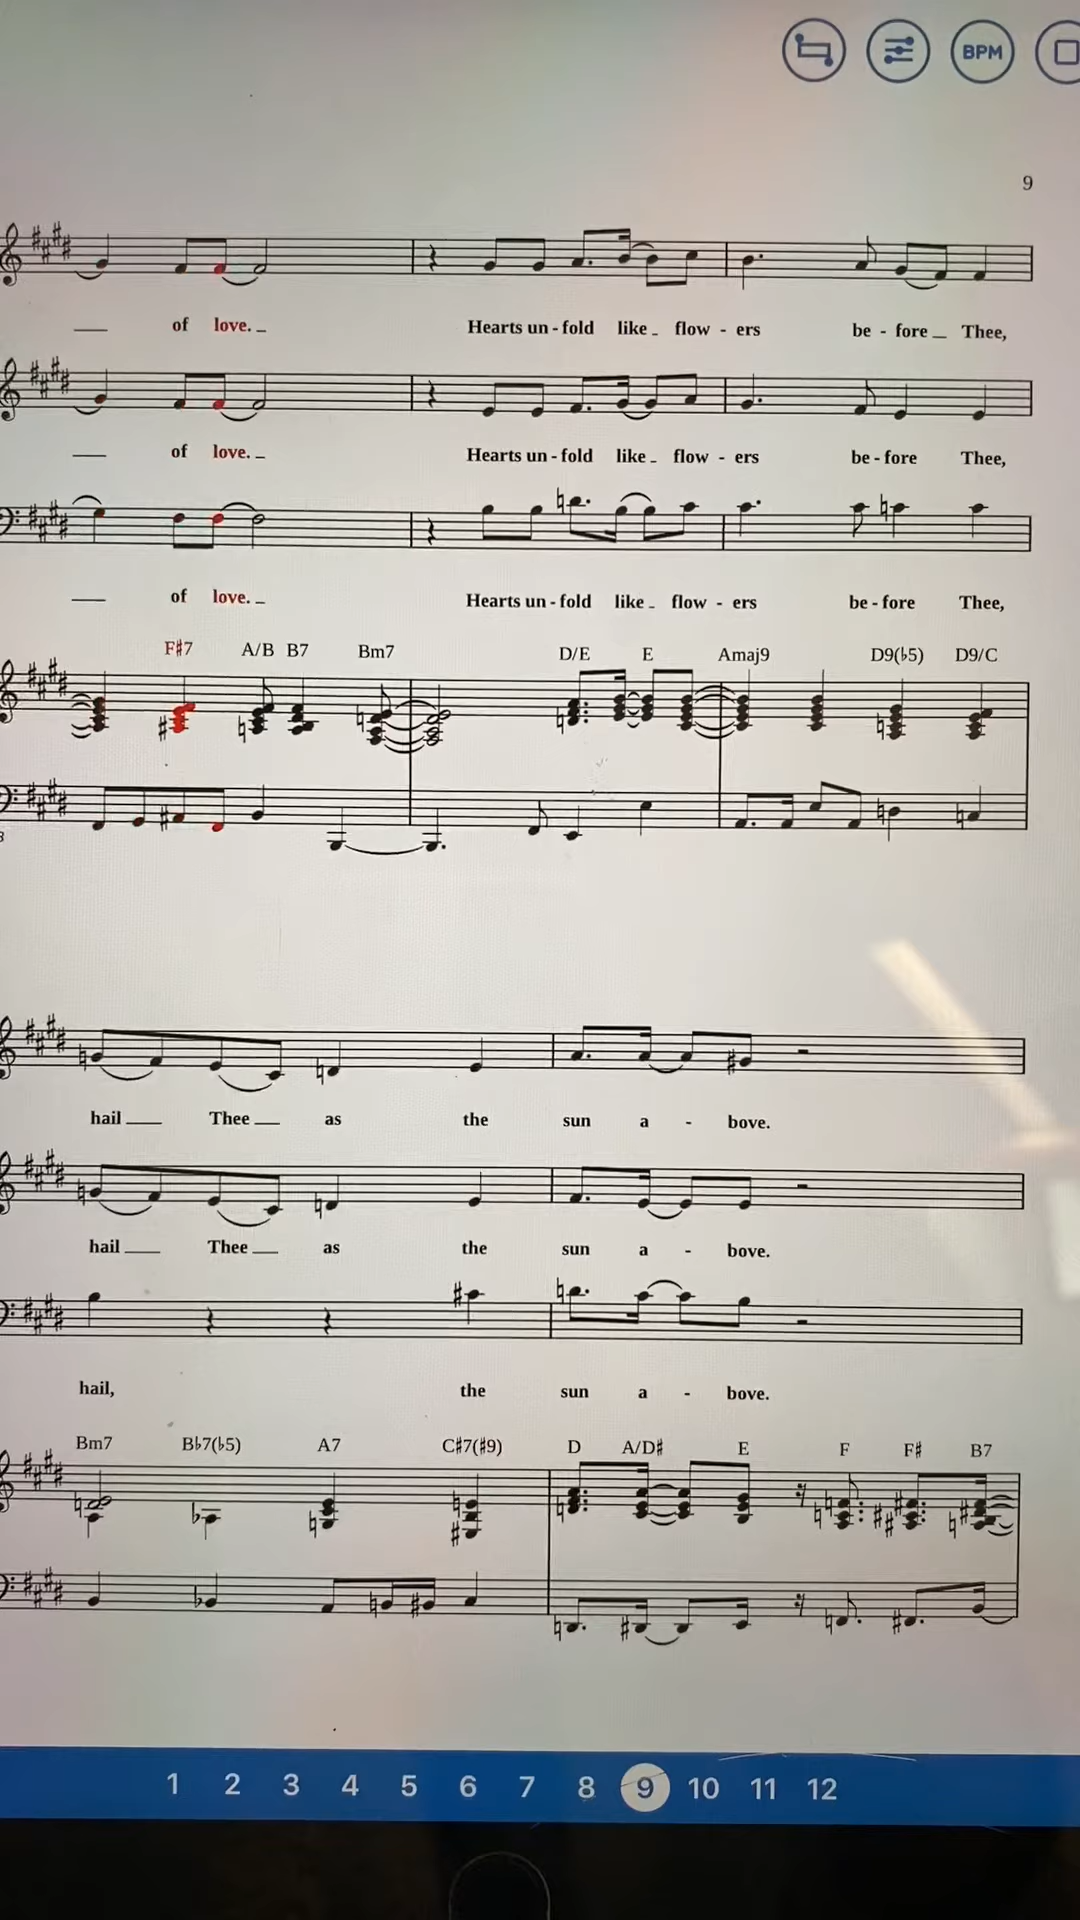 BPM
9
of love.
Hearts un - fold like flow - ers be - fore Thee,
of love.
Hearts un - fold like flow - ers be - fore Thee,
of love.
Hearts un - fold like flow - ers be - fore Thee,
F♯7 A/B B7 Bm7 D/E E Amaj9 D9(♭5) D9/C
hail Thee as the sun a - bove.
hail Thee as the sun a - bove.
hail, the sun a - bove.
Bm7 B♭7(♭5) A7 C♯7(♯9) D A/D♯ E F F♯ B7
1 2 3 4 5 6 7 8 9 10 11 12